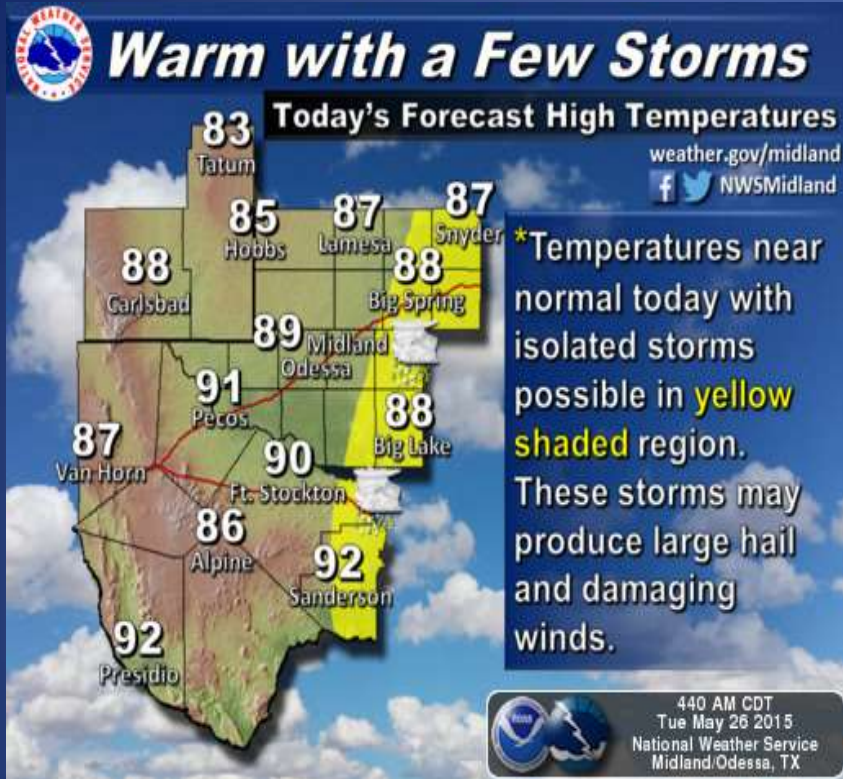 NATIONAL WEATHER SERVICE
Warm with a Few Storms
Today's Forecast High Temperatures
weather.gov/midland
NWSMidland
83
Tatum
85
Hobbs
87
Lamesa
87
Snyder
88
Carlsbad
88
Big Spring
89
Midland
Odessa
91
Pecos
88
Big Lake
87
Van Horn
90
Ft. Stockton
86
Alpine
92
Sanderson
92
Presidio
*Temperatures near
normal today with
isolated storms
possible in yellow
shaded region.
These storms may
produce large hail
and damaging
winds.
noaa
440 AM CDT
Tue May 26 2015
National Weather Service
Midland/Odessa, TX